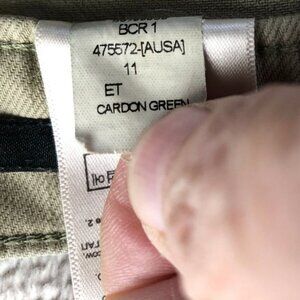 BCR 1
475572-[AUSA]
11
ET
CARDON GREEN